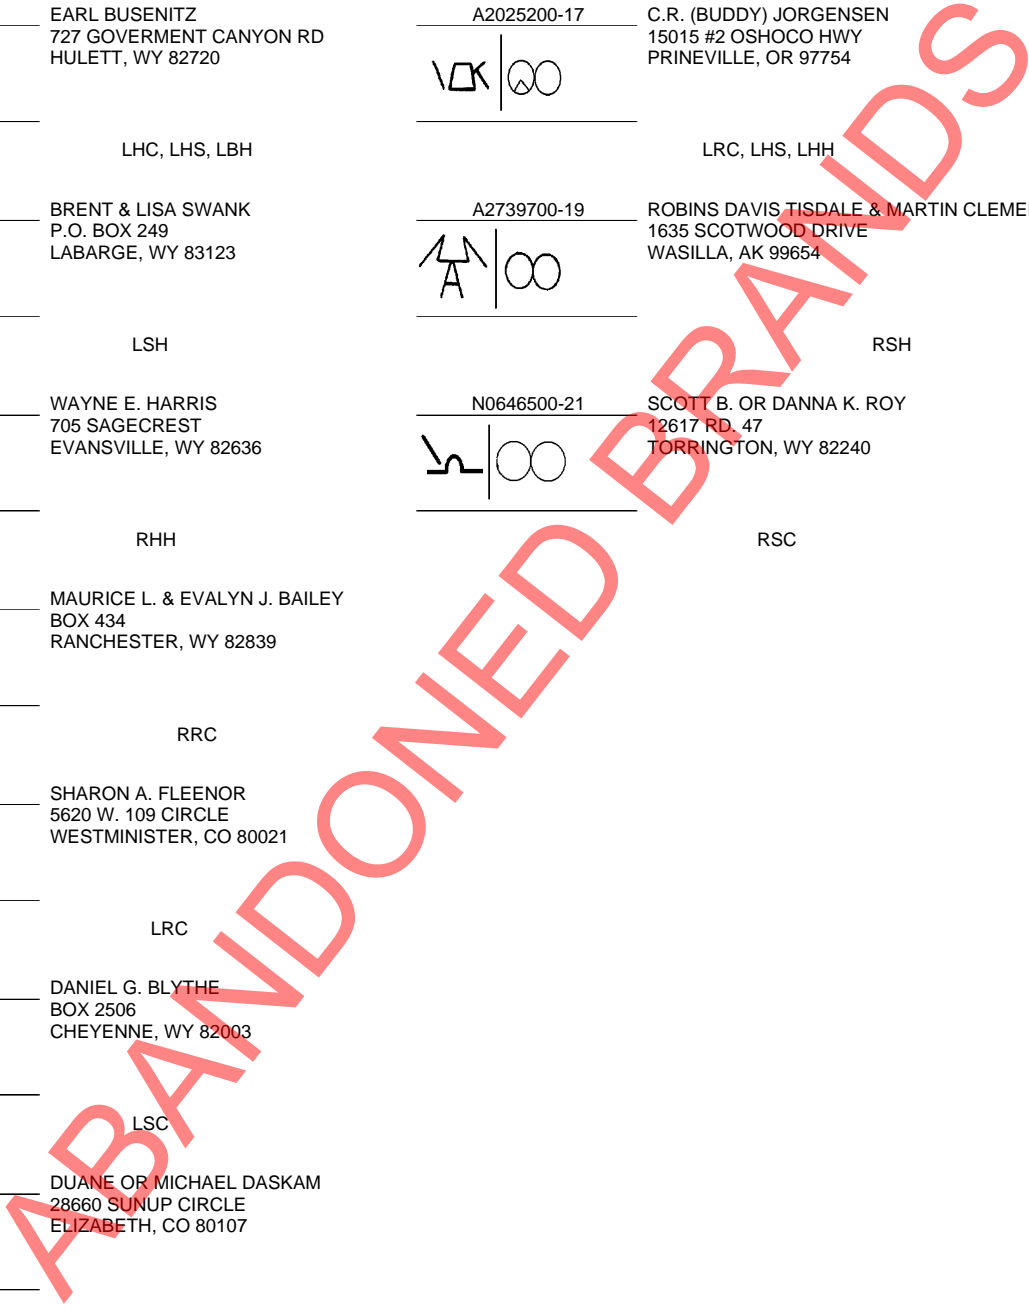 EARL BUSENITZ
727 GOVERMENT CANYON RD
HULETT, WY 82720
LHC, LHS, LBH
BRENT & LISA SWANK
P.O. BOX 249
LABARGE, WY 83123
LSH
WAYNE E. HARRIS
705 SAGECREST
EVANSVILLE, WY 82636
RHH
MAURICE L. & EVALYN J. BAILEY
BOX 434
RANCHESTER, WY 82839
RRC
SHARON A. FLEENOR
5620 W. 109 CIRCLE
WESTMINISTER, CO 80021
LRC
DANIEL G. BLYTHE
BOX 2506
CHEYENNE, WY 82003
LSC
DUANE OR MICHAEL DASKAM
28660 SUNUP CIRCLE
ELIZABETH, CO 80107
A2025200-17
C.R. (BUDDY) JORGENSEN
15015 #2 OSHOCO HWY
PRINEVILLE, OR 97754
LRC, LHS, LHH
A2739700-19
ROBINS DAVIS TISDALE & MARTIN
1635 SCOTWOOD DRIVE
WASILLA, AK 99654
RSH
N0646500-21
SCOTT B. OR DANNA K. ROY
12617 RD. 47
TORRINGTON, WY 82240
RSC
ABANDONED BRANDS